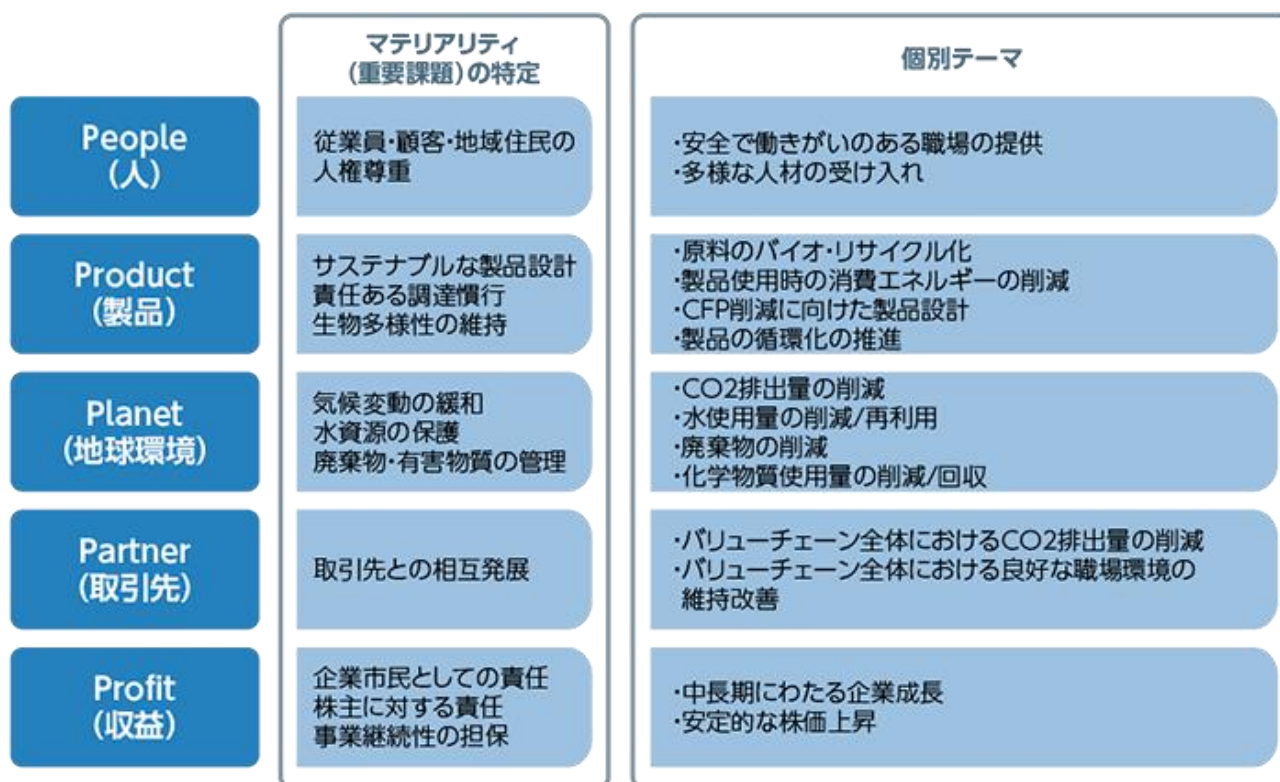 マテリアリティ
(重要課題)の特定
個別テーマ
People
(人)
従業員・顧客・地域住民の
人権尊重
・安全で働きがいのある職場の提供
・多様な人材の受け入れ
Product
(製品)
サステナブルな製品設計
責任ある調達慣行
生物多様性の維持
・原料のバイオ・リサイクル化
・製品使用時の消費エネルギーの削減
・CFP削減に向けた製品設計
・製品の循環化の推進
Planet
(地球環境)
気候変動の緩和
水資源の保護
廃棄物・有害物質の管理
・CO2排出量の削減
・水使用量の削減/再利用
・廃棄物の削減
・化学物質使用量の削減/回収
Partner
(取引先)
取引先との相互発展
・バリューチェーン全体におけるCO2排出量の削減
・バリューチェーン全体における良好な職場環境の
維持改善
Profit
(収益)
企業市民としての責任
株主に対する責任
事業継続性の担保
・中長期にわたる企業成長
・安定的な株価上昇